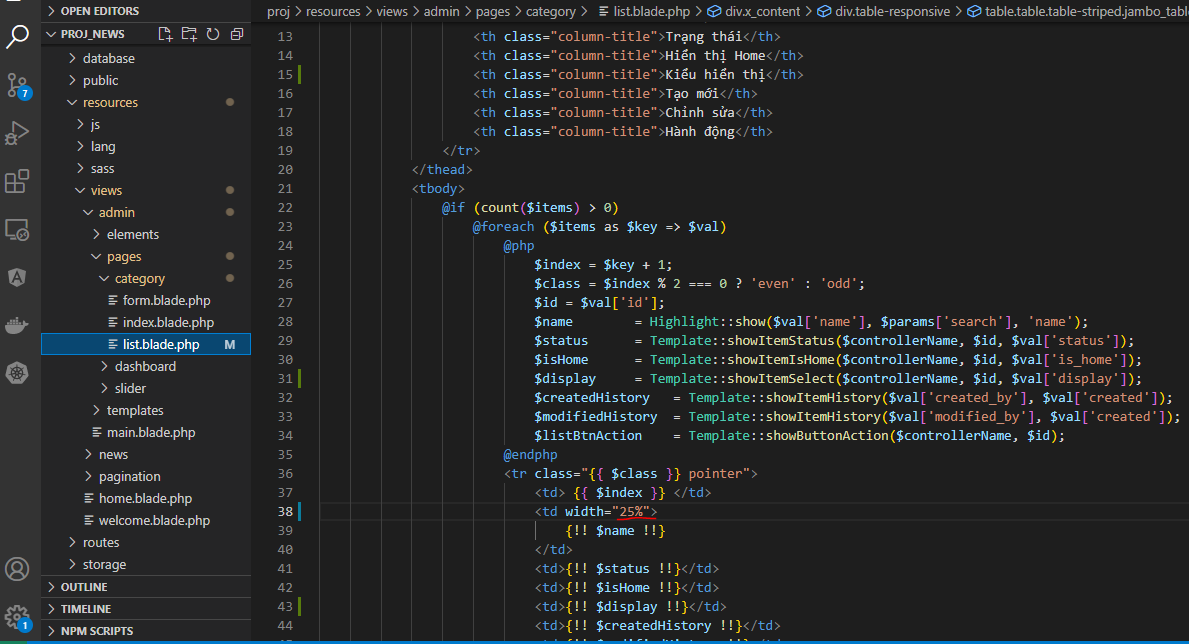 OPEN EDITORS
PROJ_NEWS
database
public
resources
js
lang
sass
views
admin
elements
pages
category
form.blade.php
index.blade.php
list.blade.php M
dashboard
slider
templates
main.blade.php
news
pagination
home.blade.php
welcome.blade.php
routes
storage
OUTLINE
TIMELINE
NPM SCRIPTS
7
1
proj > resources > views > admin > pages > category > list.blade.php > div.x_content > div.table-responsive > table.table.table-striped.jambo_tabl
13 <th class="column-title">Trạng thái</th>
14 <th class="column-title">Hiển thị Home</th>
15 <th class="column-title">Kiểu hiển thị</th>
16 <th class="column-title">Tạo mới</th>
17 <th class="column-title">Chỉnh sửa</th>
18 <th class="column-title">Hành động</th>
19 </tr>
20 </thead>
21 <tbody>
22 @if (count($items) > 0)
23 @foreach ($items as $key => $val)
24 @php
25 $index = $key + 1;
26 $class = $index % 2 === 0 ? 'even' : 'odd';
27 $id = $val['id'];
28 $name = Highlight::show($val['name'], $params['search'], 'name');
29 $status = Template::showItemStatus($controllerName, $id, $val['status']);
30 $isHome = Template::showItemIsHome($controllerName, $id, $val['is_home']);
31 $display = Template::showItemSelect($controllerName, $id, $val['display']);
32 $createdHistory = Template::showItemHistory($val['created_by'], $val['created']);
33 $modifiedHistory = Template::showItemHistory($val['modified_by'], $val['created']);
34 $listBtnAction = Template::showButtonAction($controllerName, $id);
35 @endphp
36 <tr class="{{ $class }} pointer">
37 <td> {{ $index }} </td>
38 <td width="25%">
39 {!! $name !!}
40 </td>
41 <td>{!! $status !!}</td>
42 <td>{!! $isHome !!}</td>
43 <td>{!! $display !!}</td>
44 <td>{!! $createdHistory !!}</td>